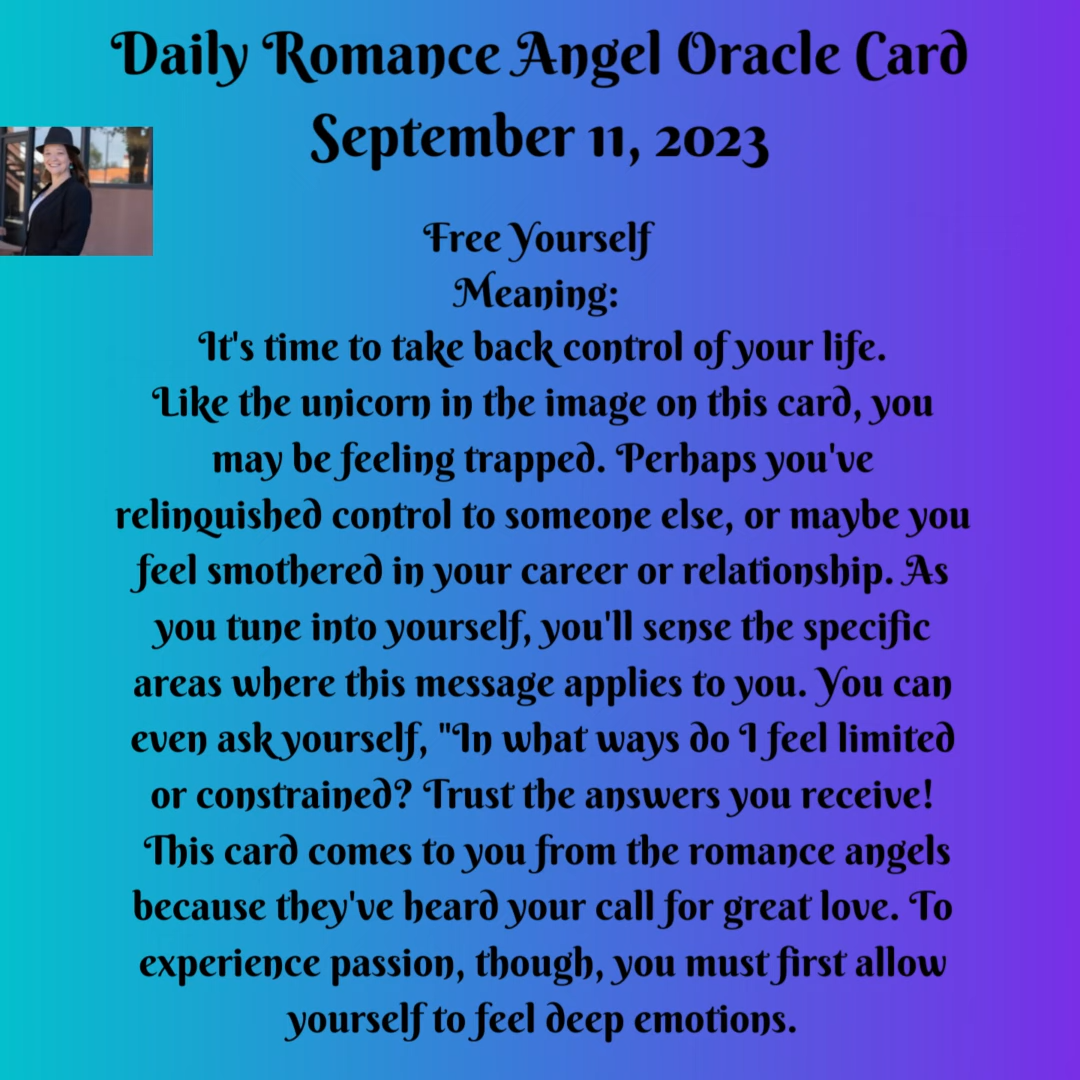 Daily Romance Angel Oracle Card
September 11, 2023
Free Yourself
Meaning:
It's time to take back control of your life.
Like the unicorn in the image on this card, you
may be feeling trapped. Perhaps you've
relinquished control to someone else, or maybe you
feel smothered in your career or relationship. As
you tune into yourself, you'll sense the specific
areas where this message applies to you. You can
even ask yourself, "In what ways do I feel limited
or constrained? Trust the answers you receive!
This card comes to you from the romance angels
because they've heard your call for great love. To
experience passion, though, you must first allow
yourself to feel deep emotions.